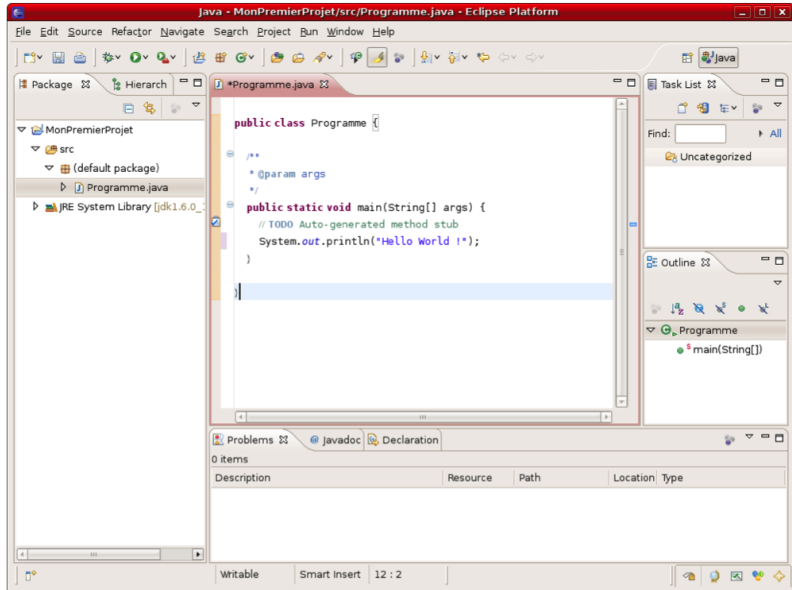 Java - MonPremierProjet/src/Programme.java - Eclipse Platform
File Edit Source Refactor Navigate Search Project Run Window Help
Java
Package Hierarch
MonPremierProjet
src
(default package)
Programme.java
JRE System Library [jdk1.6.0_
*Programme.java
public class Programme {
/**
* @param args
*/
public static void main(String[] args) {
// TODO Auto-generated method stub
System.out.println("Hello World !");
}
}
Task List
Find: All
Uncategorized
Outline
Programme
main(String[])
Problems Javadoc Declaration
0 items
Description Resource Path Location Type
Writable Smart Insert 12 : 2